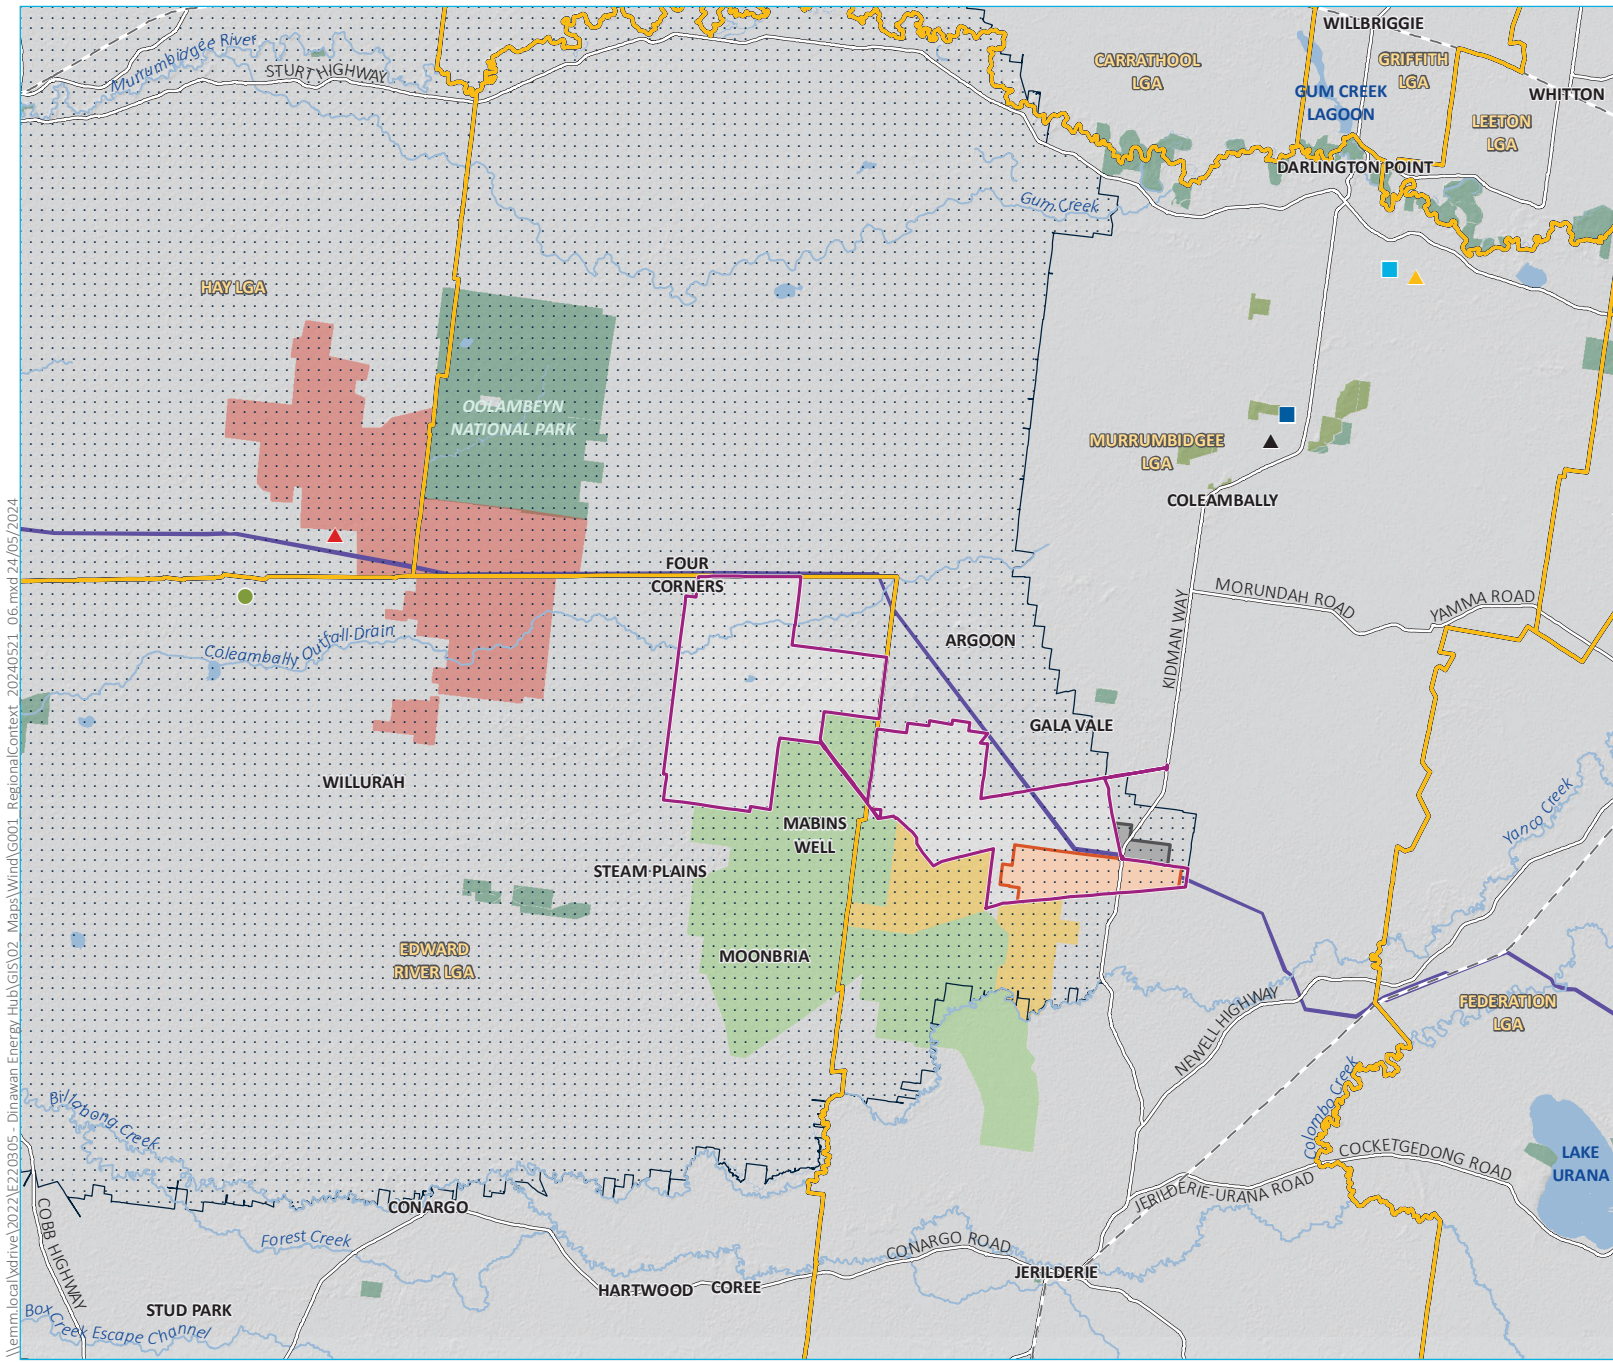 WILLBRIGGIE
Murrumbidgee River
STURT HIGHWAY
CARRATHOOL
LGA
GRIFFITH
LGA
GUM CREEK
LAGOON
WHITTON
LEETON
LGA
DARLINGTON POINT
Gum Creek
HAY LGA
OOLAMBEYN
NATIONAL PARK
MURRUMBIDGEE
LGA
COLEAMBALLY
FOUR
CORNERS
MORUNDAH ROAD
YAMMA ROAD
KIDMAN WAY
ARGOON
Coleambally Outfall Drain
GALA VALE
WILLURAH
MABINS
WELL
Yanco Creek
STEAM PLAINS
EDWARD
RIVER LGA
MOONBRIA
NEWELL HIGHWAY
FEDERATION
LGA
Billabong Creek
Colombo Creek
COCKETGEDONG ROAD
LAKE
URANA
JERILDERIE-URANA ROAD
CONARGO
COBB HIGHWAY
Forest Creek
CONARGO ROAD
JERILDERIE
HARTWOOD
COREE
STUD PARK
Box Creek Escape Channel
\\emm.local\xdrive\2022\E220305 - Dinawan Energy Hub\GIS\02_Maps\Wind\G001_RegionalContext_20240521_06.mxd 24/05/2024